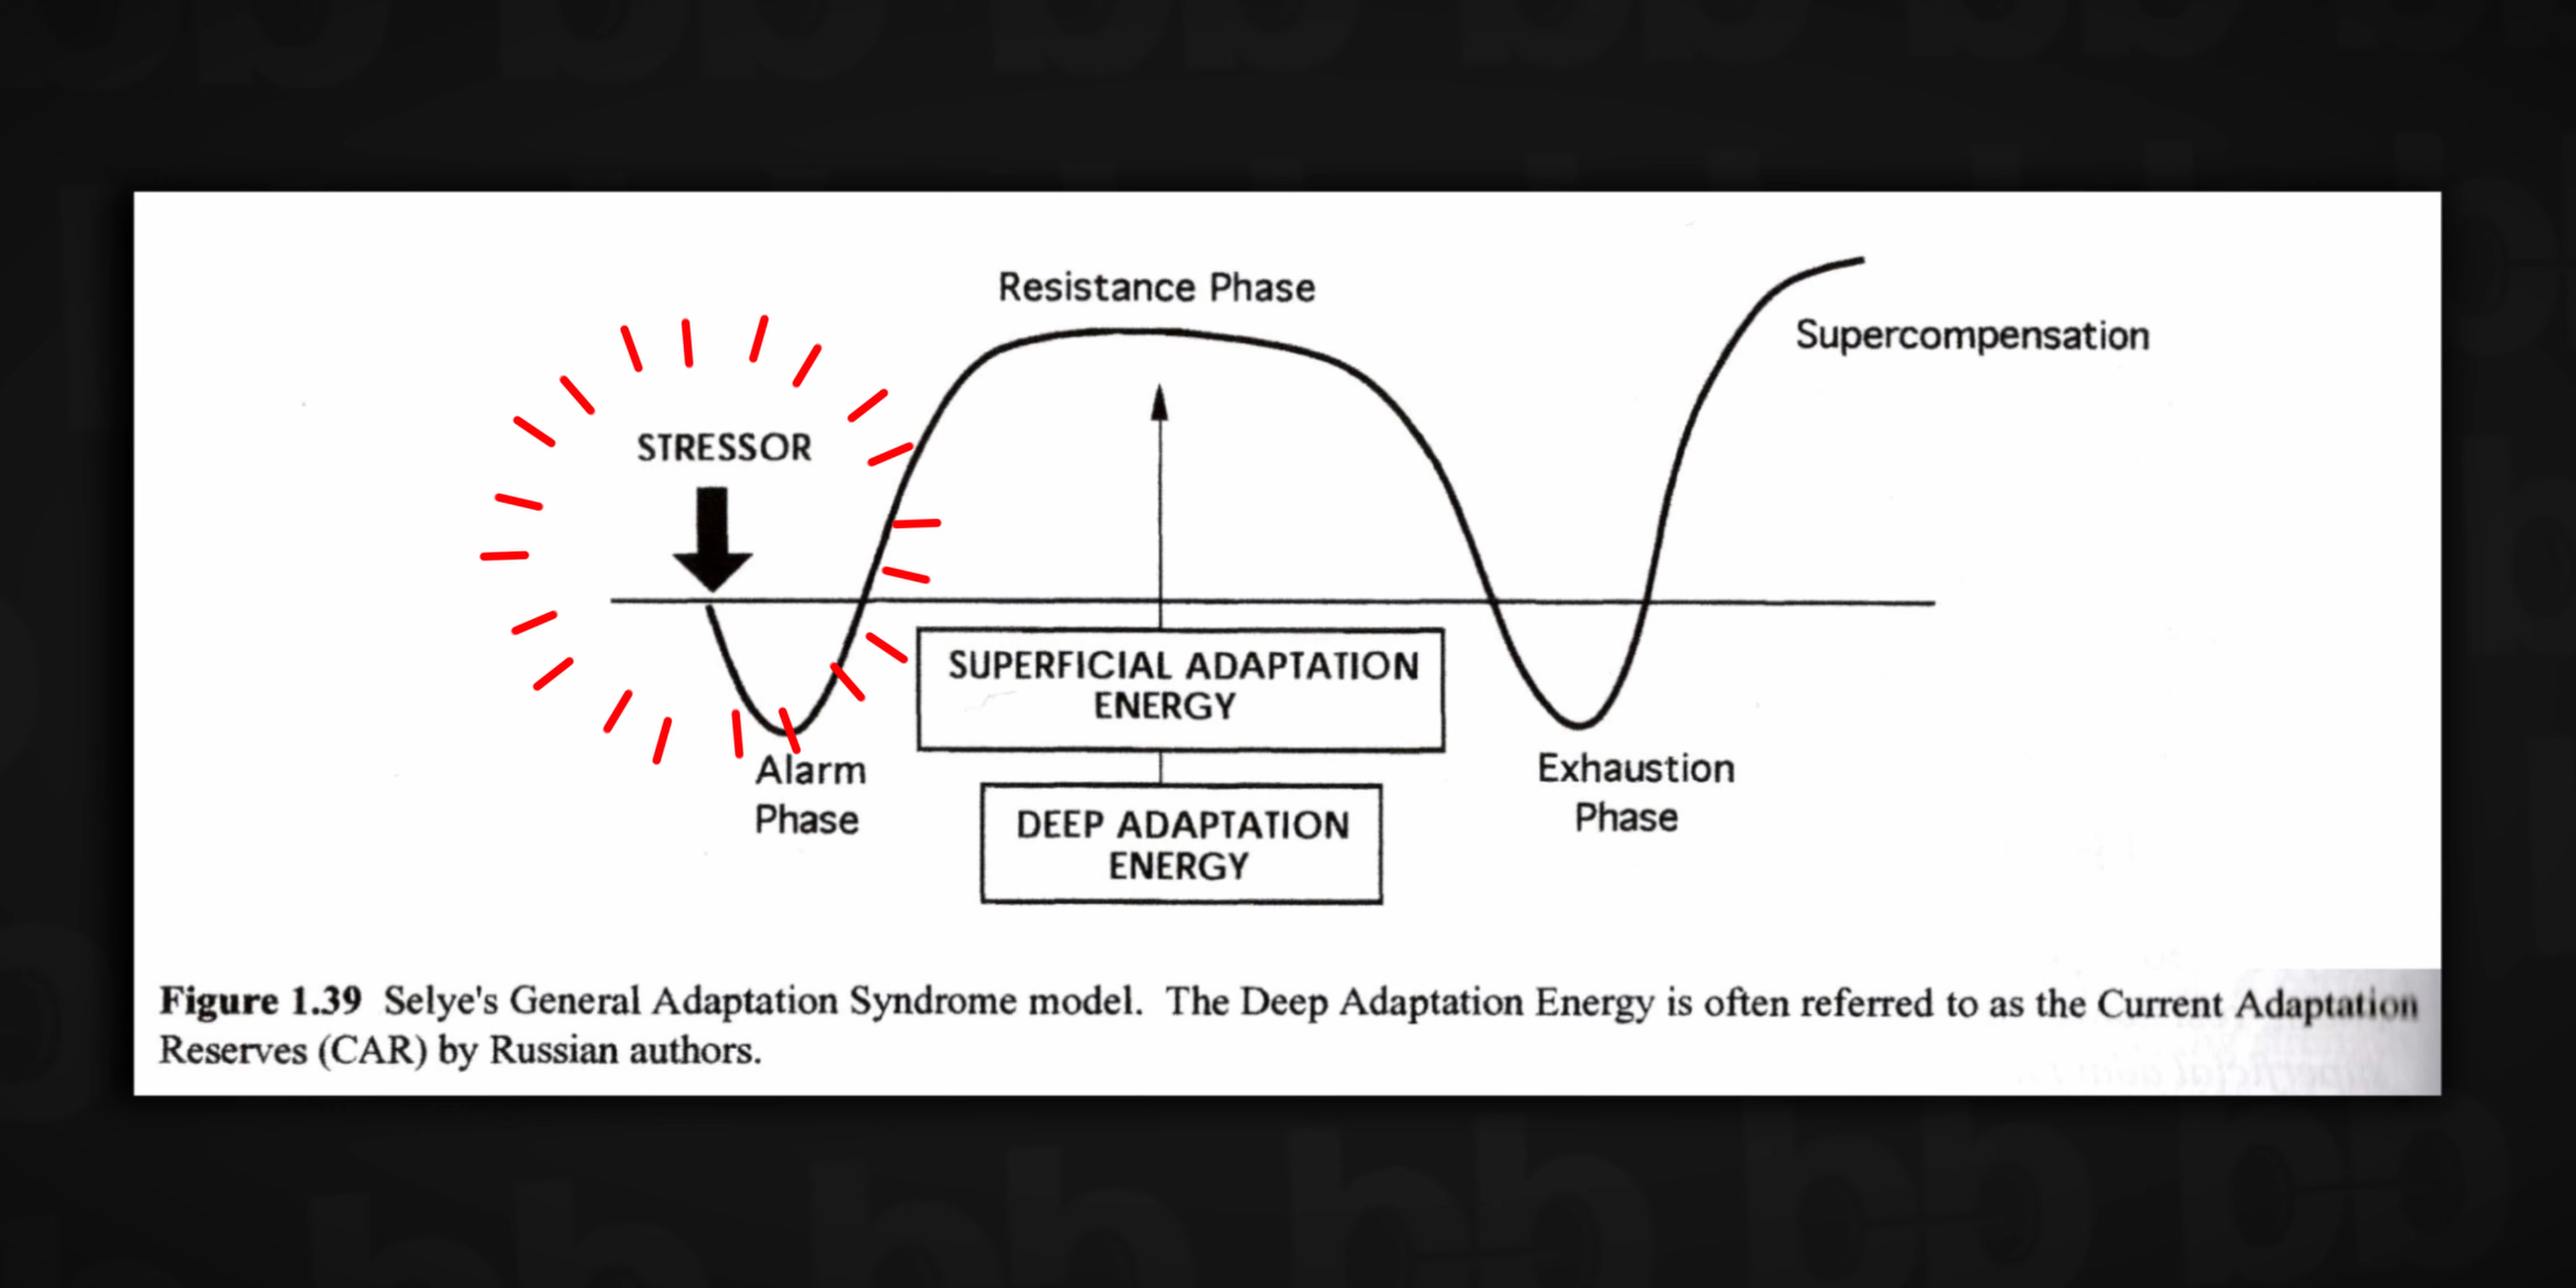 Resistance Phase
Supercompensation
STRESSOR
SUPERFICIAL ADAPTATION
ENERGY
Alarm
Phase
Exhaustion
Phase
DEEP ADAPTATION
ENERGY
Figure 1.39 Selye's General Adaptation Syndrome model. The Deep Adaptation Energy is often referred to as the Current Adaptation
Reserves (CAR) by Russian authors.